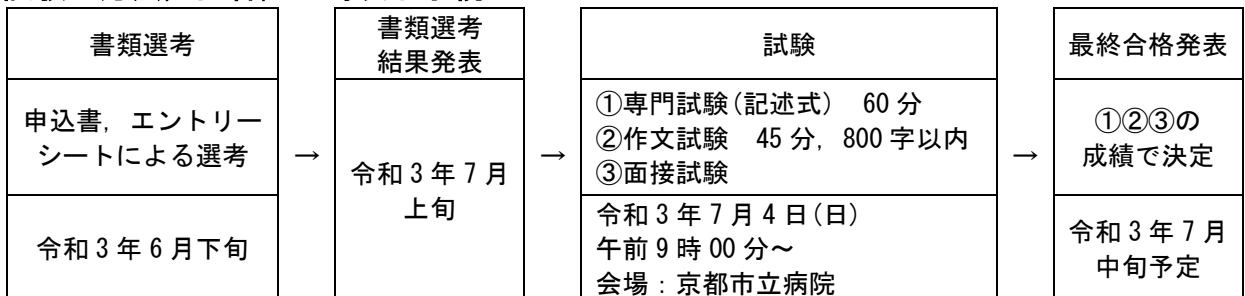 書類選考
申込書，エントリー
シートによる選考
令和3年6月下旬
→
書類選考
結果発表
令和3年7月
上旬
→
試験
①専門試験(記述式)　60分
②作文試験　45分，800字以内
③面接試験
令和3年7月4日(日)
午前9時00分～
会場：京都市立病院
→
最終合格発表
①②③の
成績で決定
令和3年7月
中旬予定